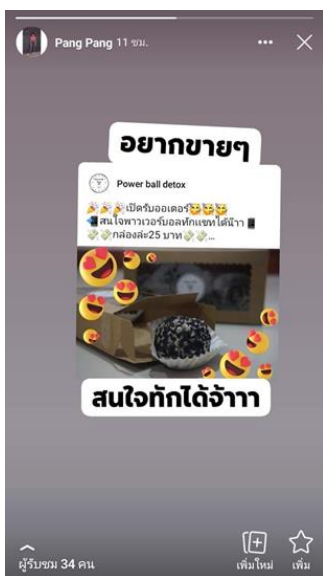 Pang Pang 11 ชม.
อยากขายๆ
Power ball detox
🎉🎉🎉เปิดรับออเดอร์🥰🥰🥰
📲สนใจพาวเวอร์บอลทักแชทได้น๊าา📱
💸💸กล่องล่ะ25 บาท💸💸...
สนใจทักได้จ้าาา
ผู้รับชม 34 คน
เพิ่มใหม่
เพิ่ม